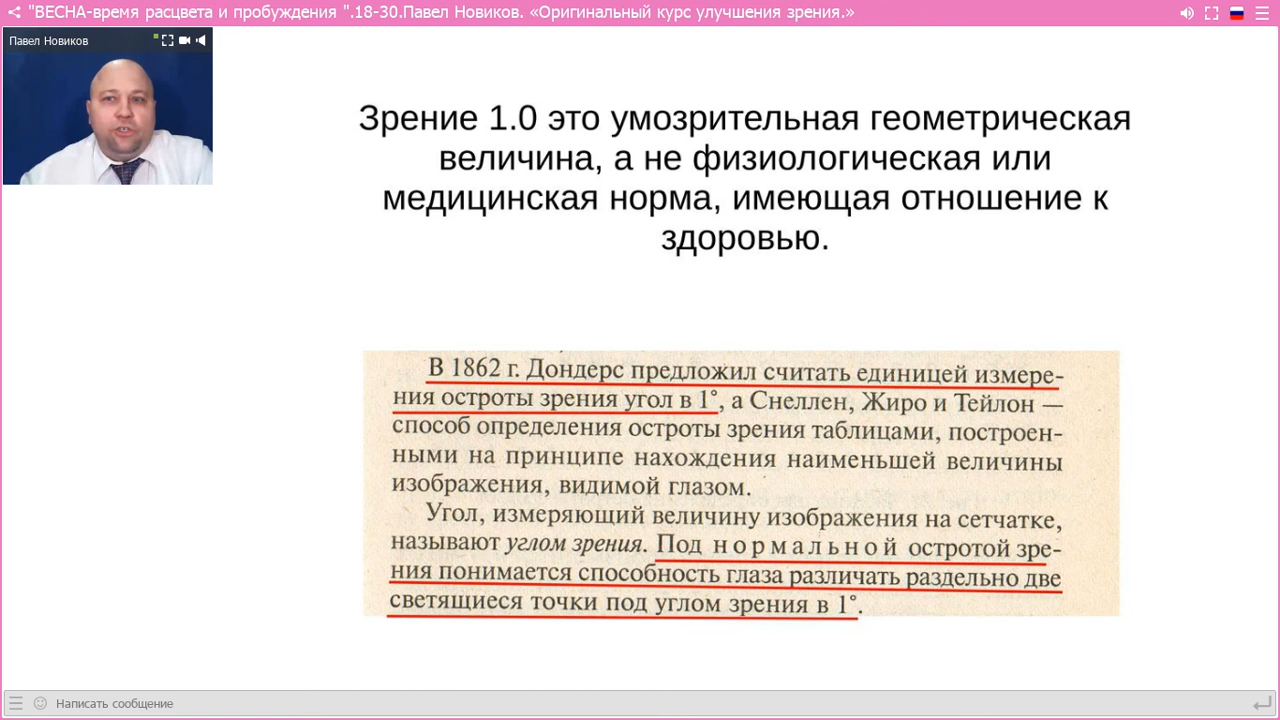 "ВЕСНА-время расцвета и пробуждения ".18-30.Павел Новиков. «Оригинальный курс улучшения зрения.»
Павел Новиков
Зрение 1.0 это умозрительная геометрическая
величина, а не физиологическая или
медицинская норма, имеющая отношение к
здоровью.
В 1862 г. Дондерс предложил считать единицей измере-
ния остроты зрения угол в 1°, а Снеллен, Жиро и Тейлон —
способ определения остроты зрения таблицами, построен-
ными на принципе нахождения наименьшей величины
изображения, видимой глазом.
Угол, измеряющий величину изображения на сетчатке,
называют углом зрения. Под нормальной остротой зре-
ния понимается способность глаза различать раздельно две
светящиеся точки под углом зрения в 1°.
Написать сообщение